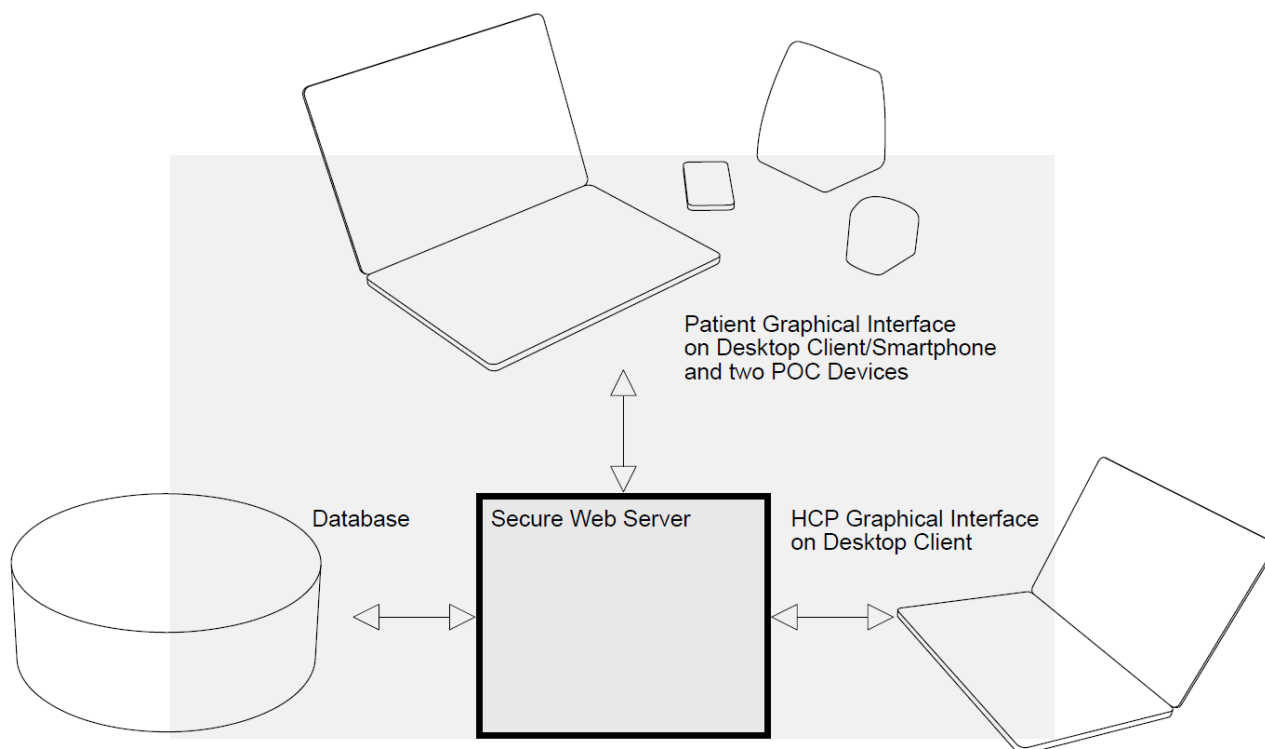 Patient Graphical Interface
on Desktop Client/Smartphone
and two POC Devices
Database
Secure Web Server
HCP Graphical Interface
on Desktop Client